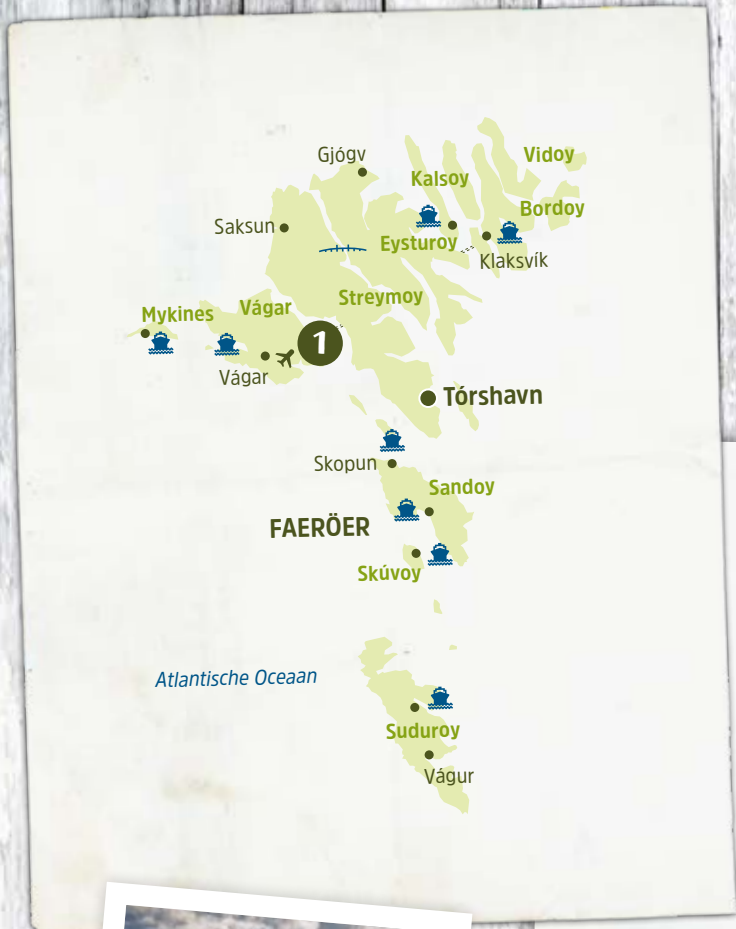 Gjógv
Vidoy
Kalsoy
Bordoy
Saksun
Eysturoy
Klaksvík
Streymoy
Vágar
Mykines
1
Vágar
Tórshavn
Skopun
Sandoy
FAERÖER
Skúvoy
Atlantische Oceaan
Suduroy
Vágur